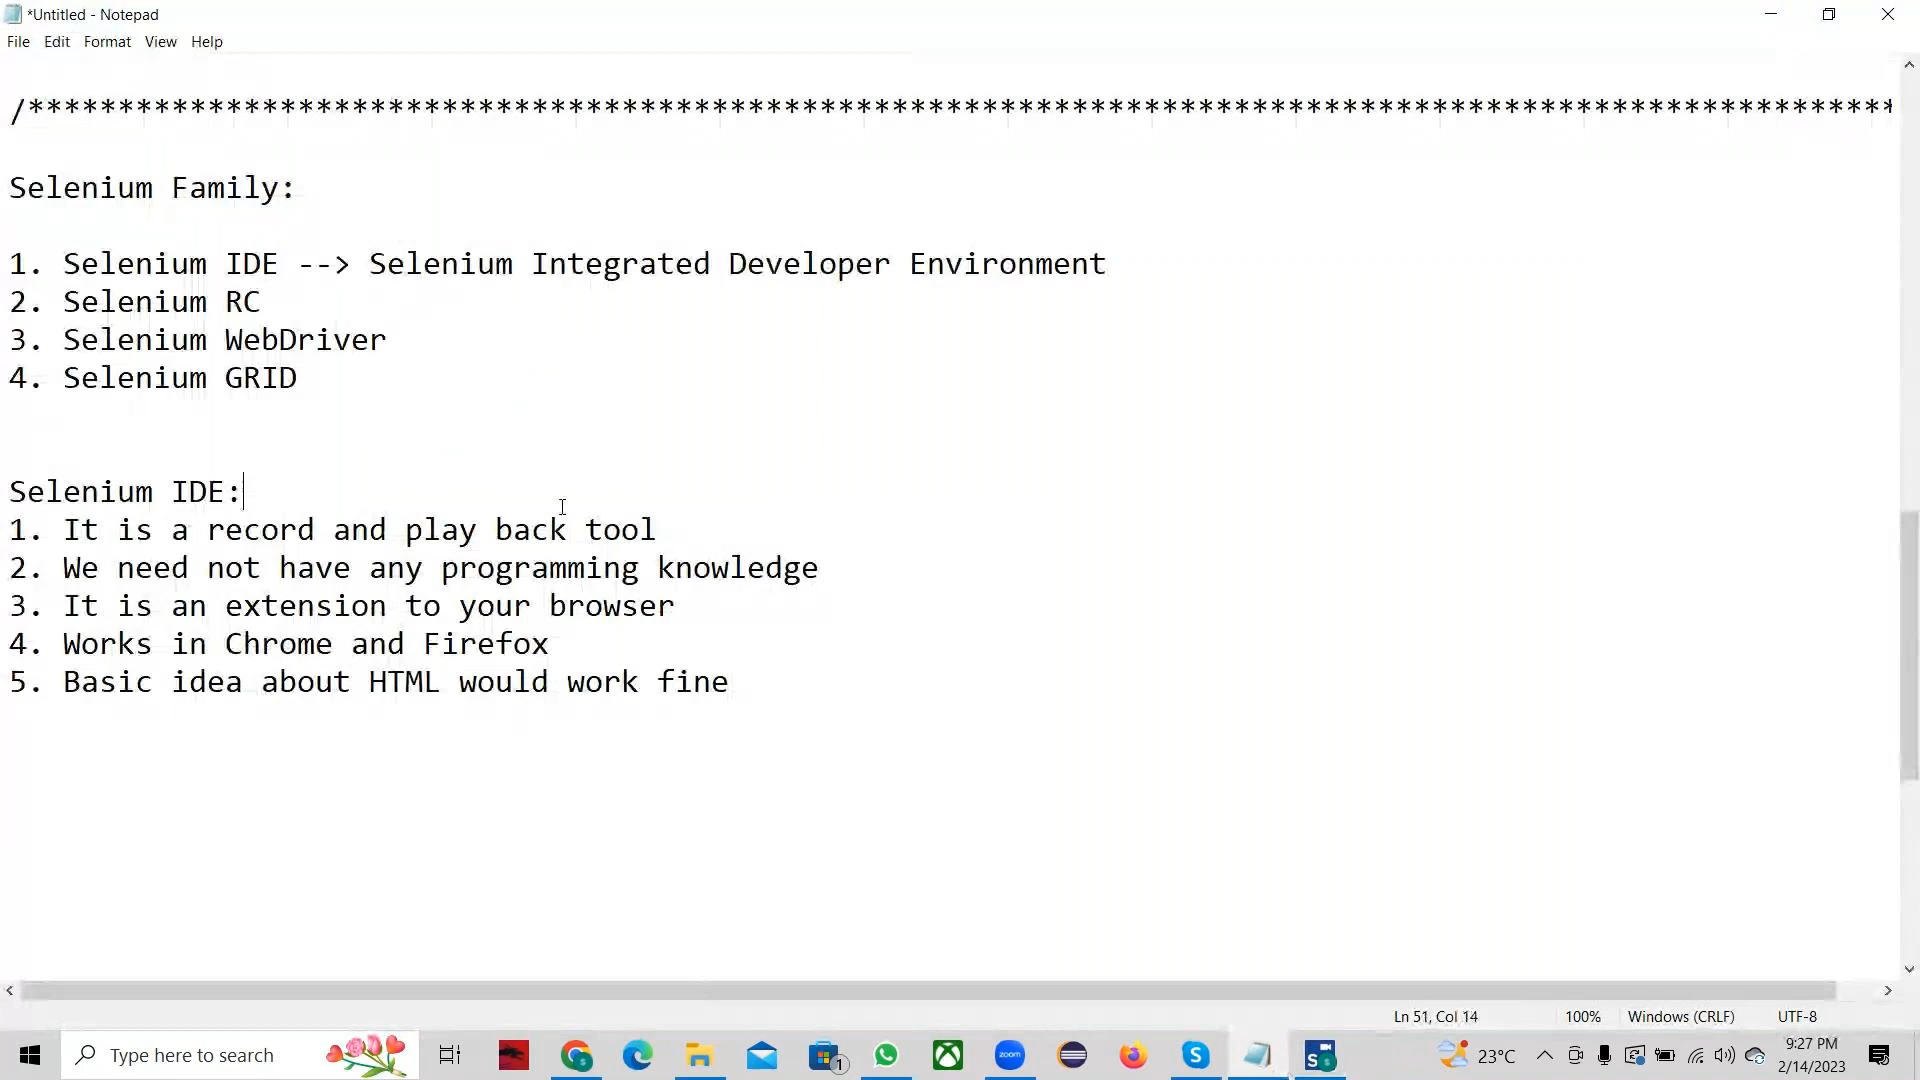 *Untitled - Notepad
File Edit Format View Help
/********************************************************************************************************
Selenium Family:
1. Selenium IDE --> Selenium Integrated Developer Environment
2. Selenium RC
3. Selenium WebDriver
4. Selenium GRID
Selenium IDE:
1. It is a record and play back tool
2. We need not have any programming knowledge
3. It is an extension to your browser
4. Works in Chrome and Firefox
5. Basic idea about HTML would work fine
Ln 51, Col 14 100% Windows (CRLF) UTF-8
Type here to search 1 zoom S S 23°C 9:27 PM
2/14/2023